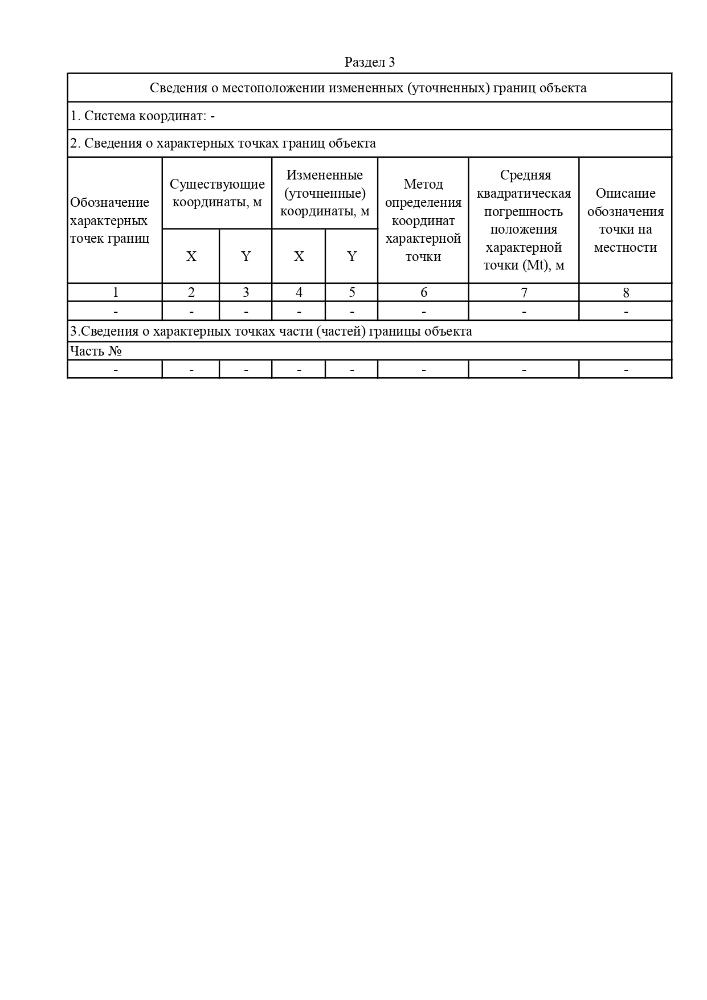 Раздел 3
Сведения о местоположении измененных (уточненных) границ объекта
1. Система координат: -
2. Сведения о характерных точках границ объекта
Обозначение
характерных
точек границ
Существующие
координаты, м
Измененные
(уточненные)
координаты, м
Метод
определения
координат
характерной
точки
Средняя
квадратическая
погрешность
положения
характерной
точки (Mt), м
Описание
обозначения
точки на
местности
X Y X Y
1 2 3 4 5 6 7 8
- - - - - - - -
3.Сведения о характерных точках части (частей) границы объекта
Часть №
- - - - - - - -